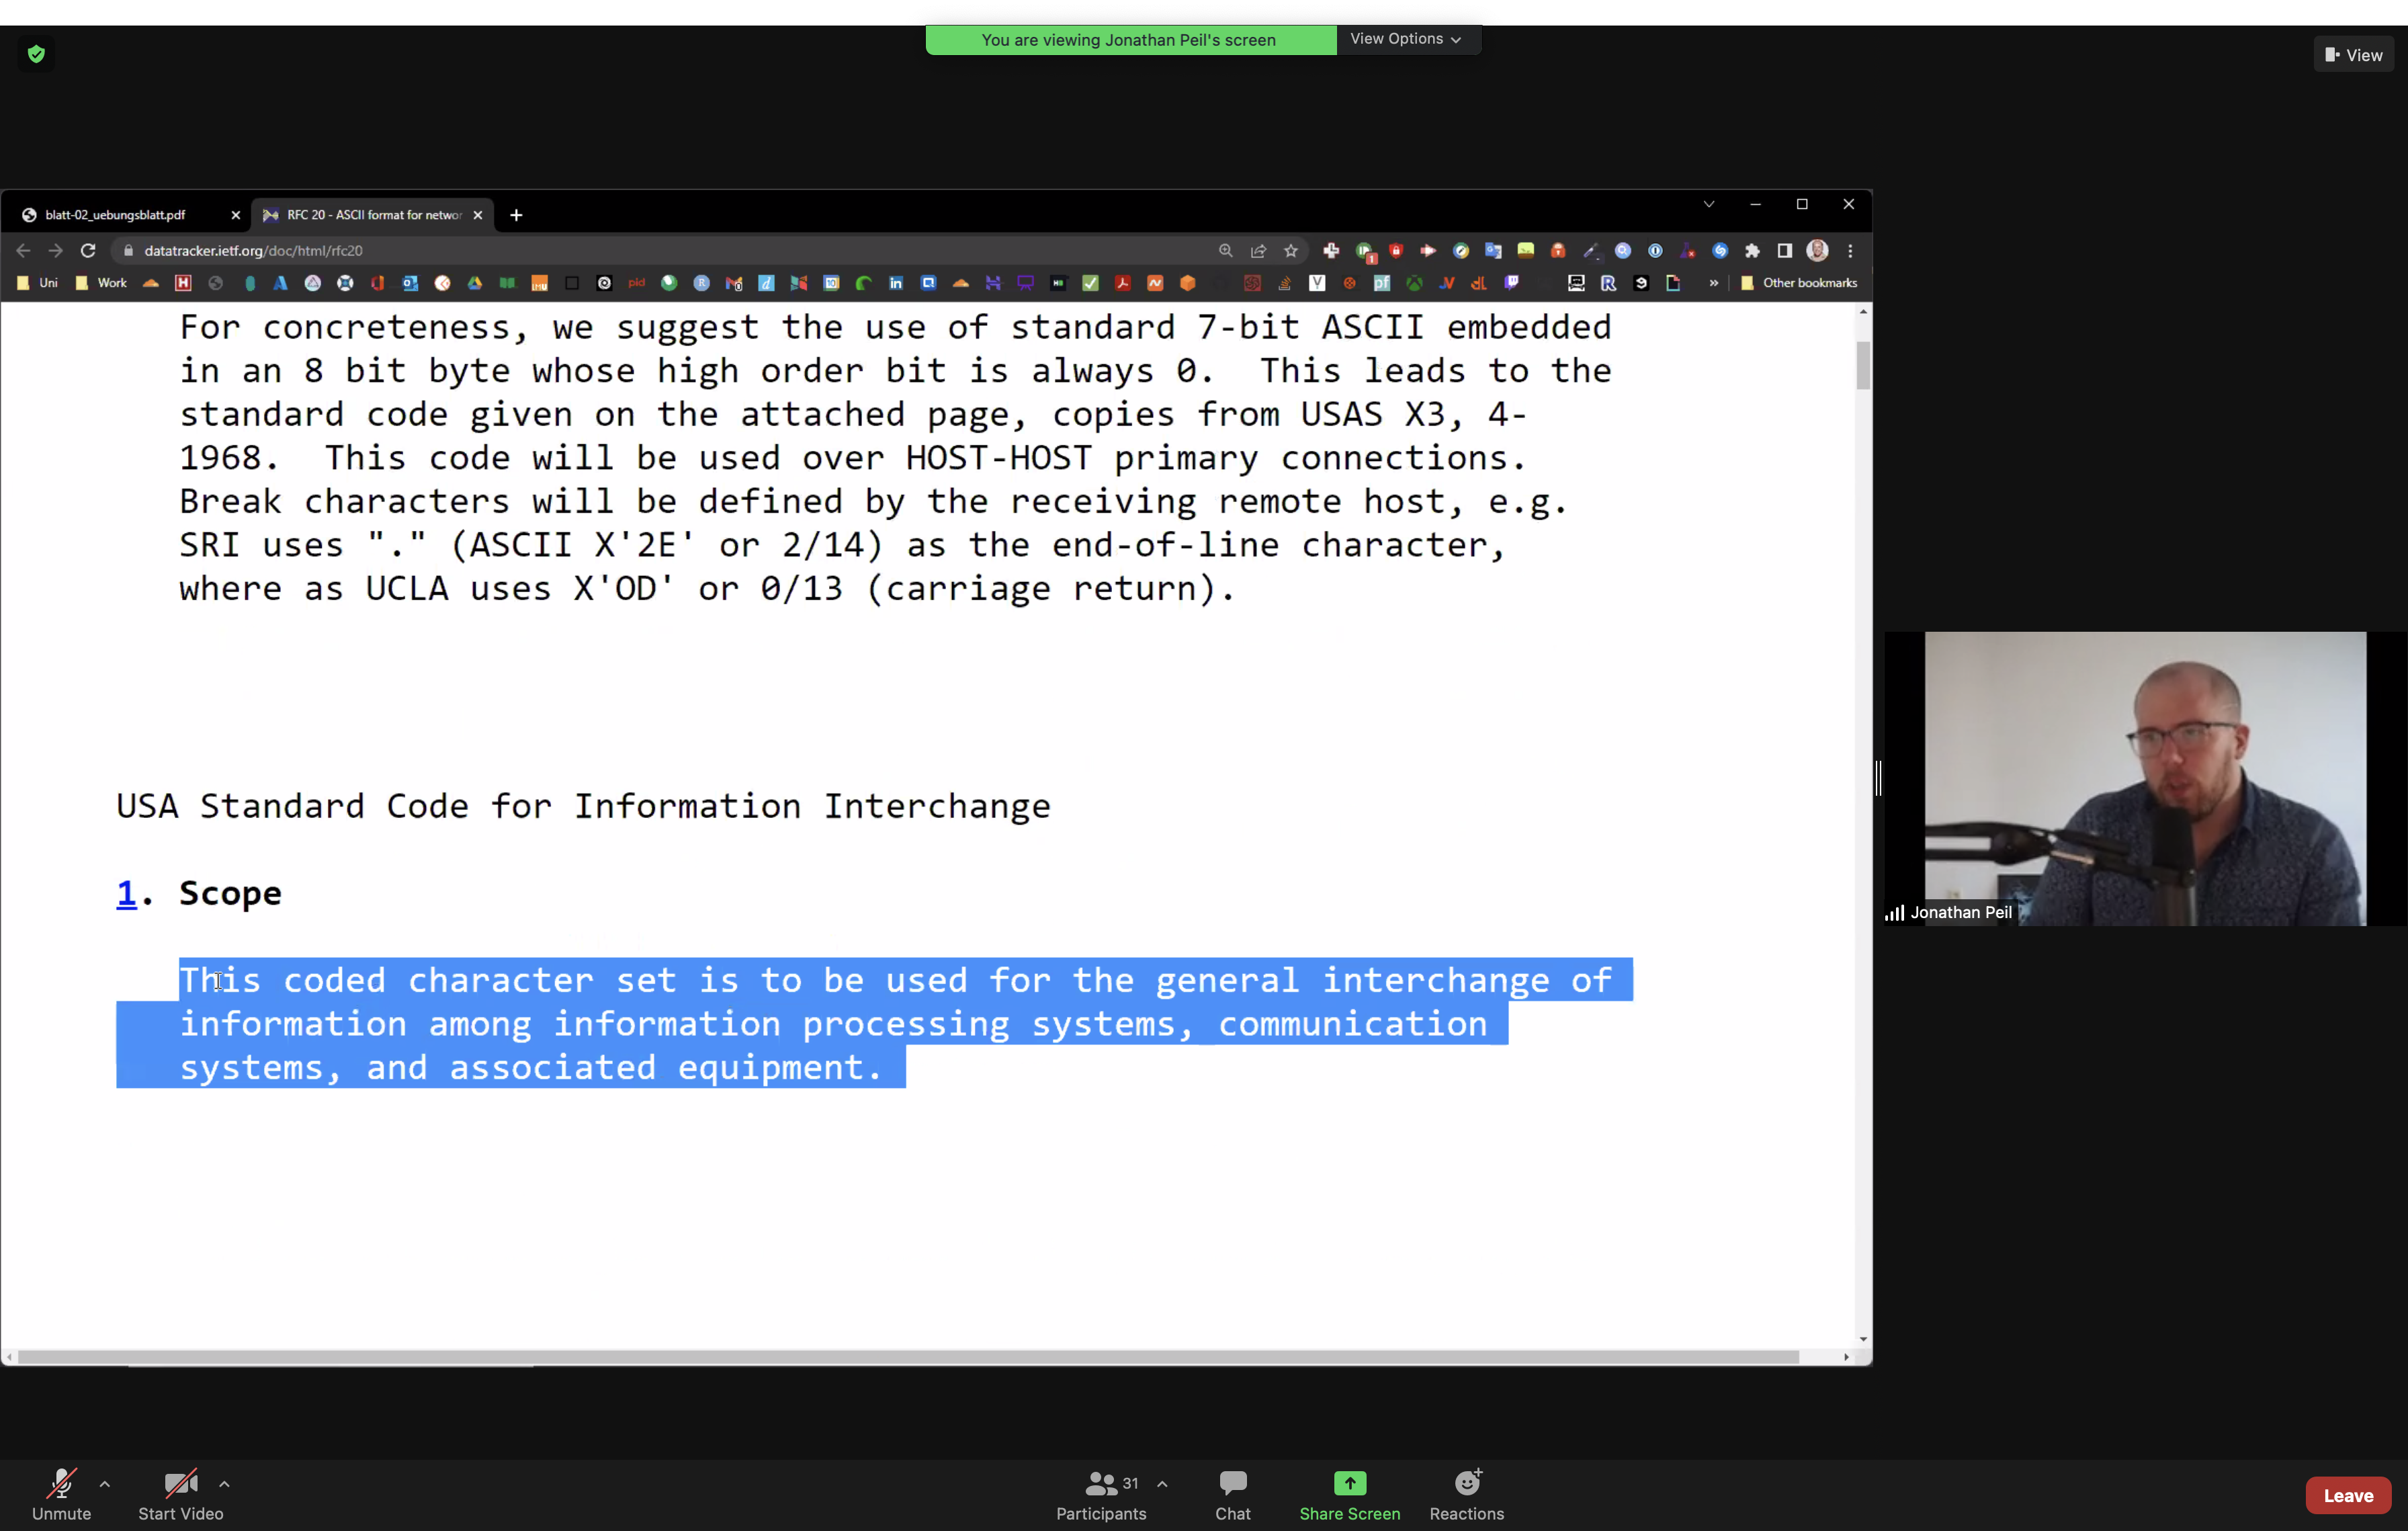 You are viewing Jonathan Peil's screen
View Options
View
blatt-02_uebungsblatt.pdf
RFC 20 - ASCII format for networ
datatracker.ietf.org/doc/html/rfc20
Uni
Work
Other bookmarks
For concreteness, we suggest the use of standard 7-bit ASCII embedded
in an 8 bit byte whose high order bit is always 0.  This leads to the
standard code given on the attached page, copies from USAS X3, 4-
1968.  This code will be used over HOST-HOST primary connections.
Break characters will be defined by the receiving remote host, e.g.
SRI uses "." (ASCII X'2E' or 2/14) as the end-of-line character,
where as UCLA uses X'OD' or 0/13 (carriage return).
USA Standard Code for Information Interchange
1. Scope
This coded character set is to be used for the general interchange of
information among information processing systems, communication
systems, and associated equipment.
Jonathan Peil
Unmute
Start Video
31
Participants
Chat
Share Screen
Reactions
Leave